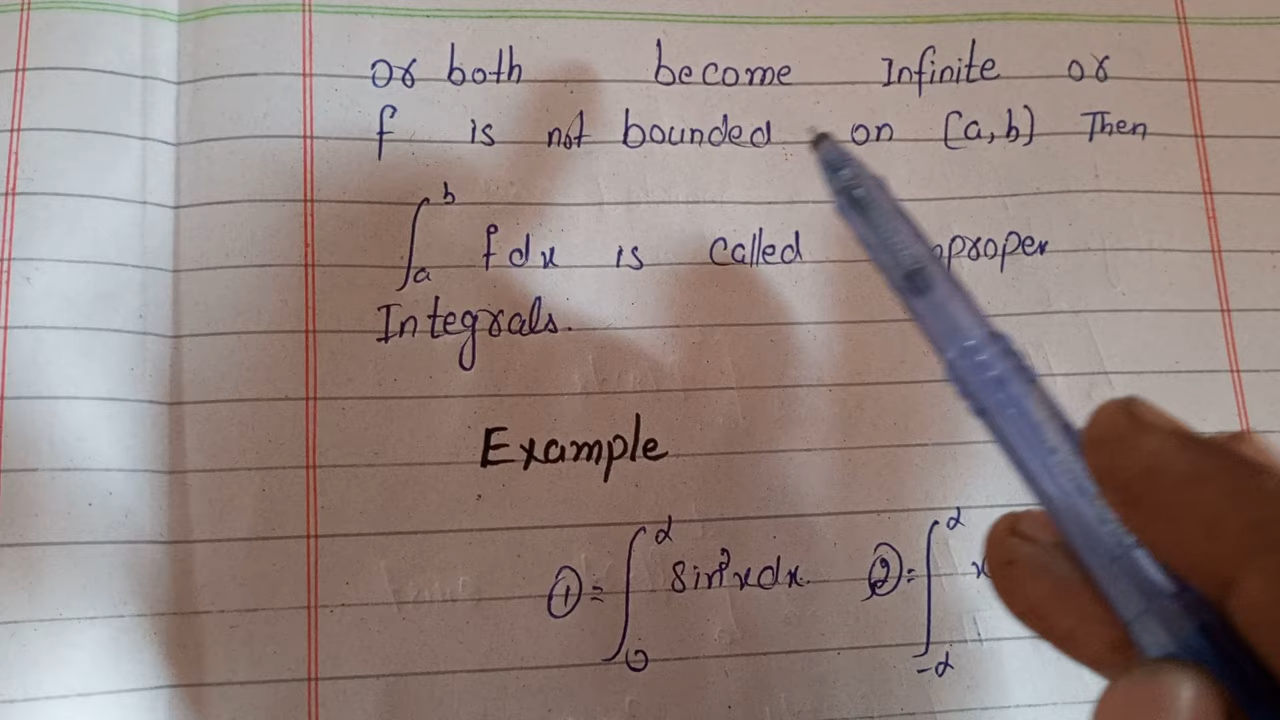 or both become Infinite or
f is not bounded on [a,b] Then
∫ₐᵇ f dx is called
Integrals.
Example
① = ∫₀^∞ sin²x dx ② = ∫₋∞^∞ x